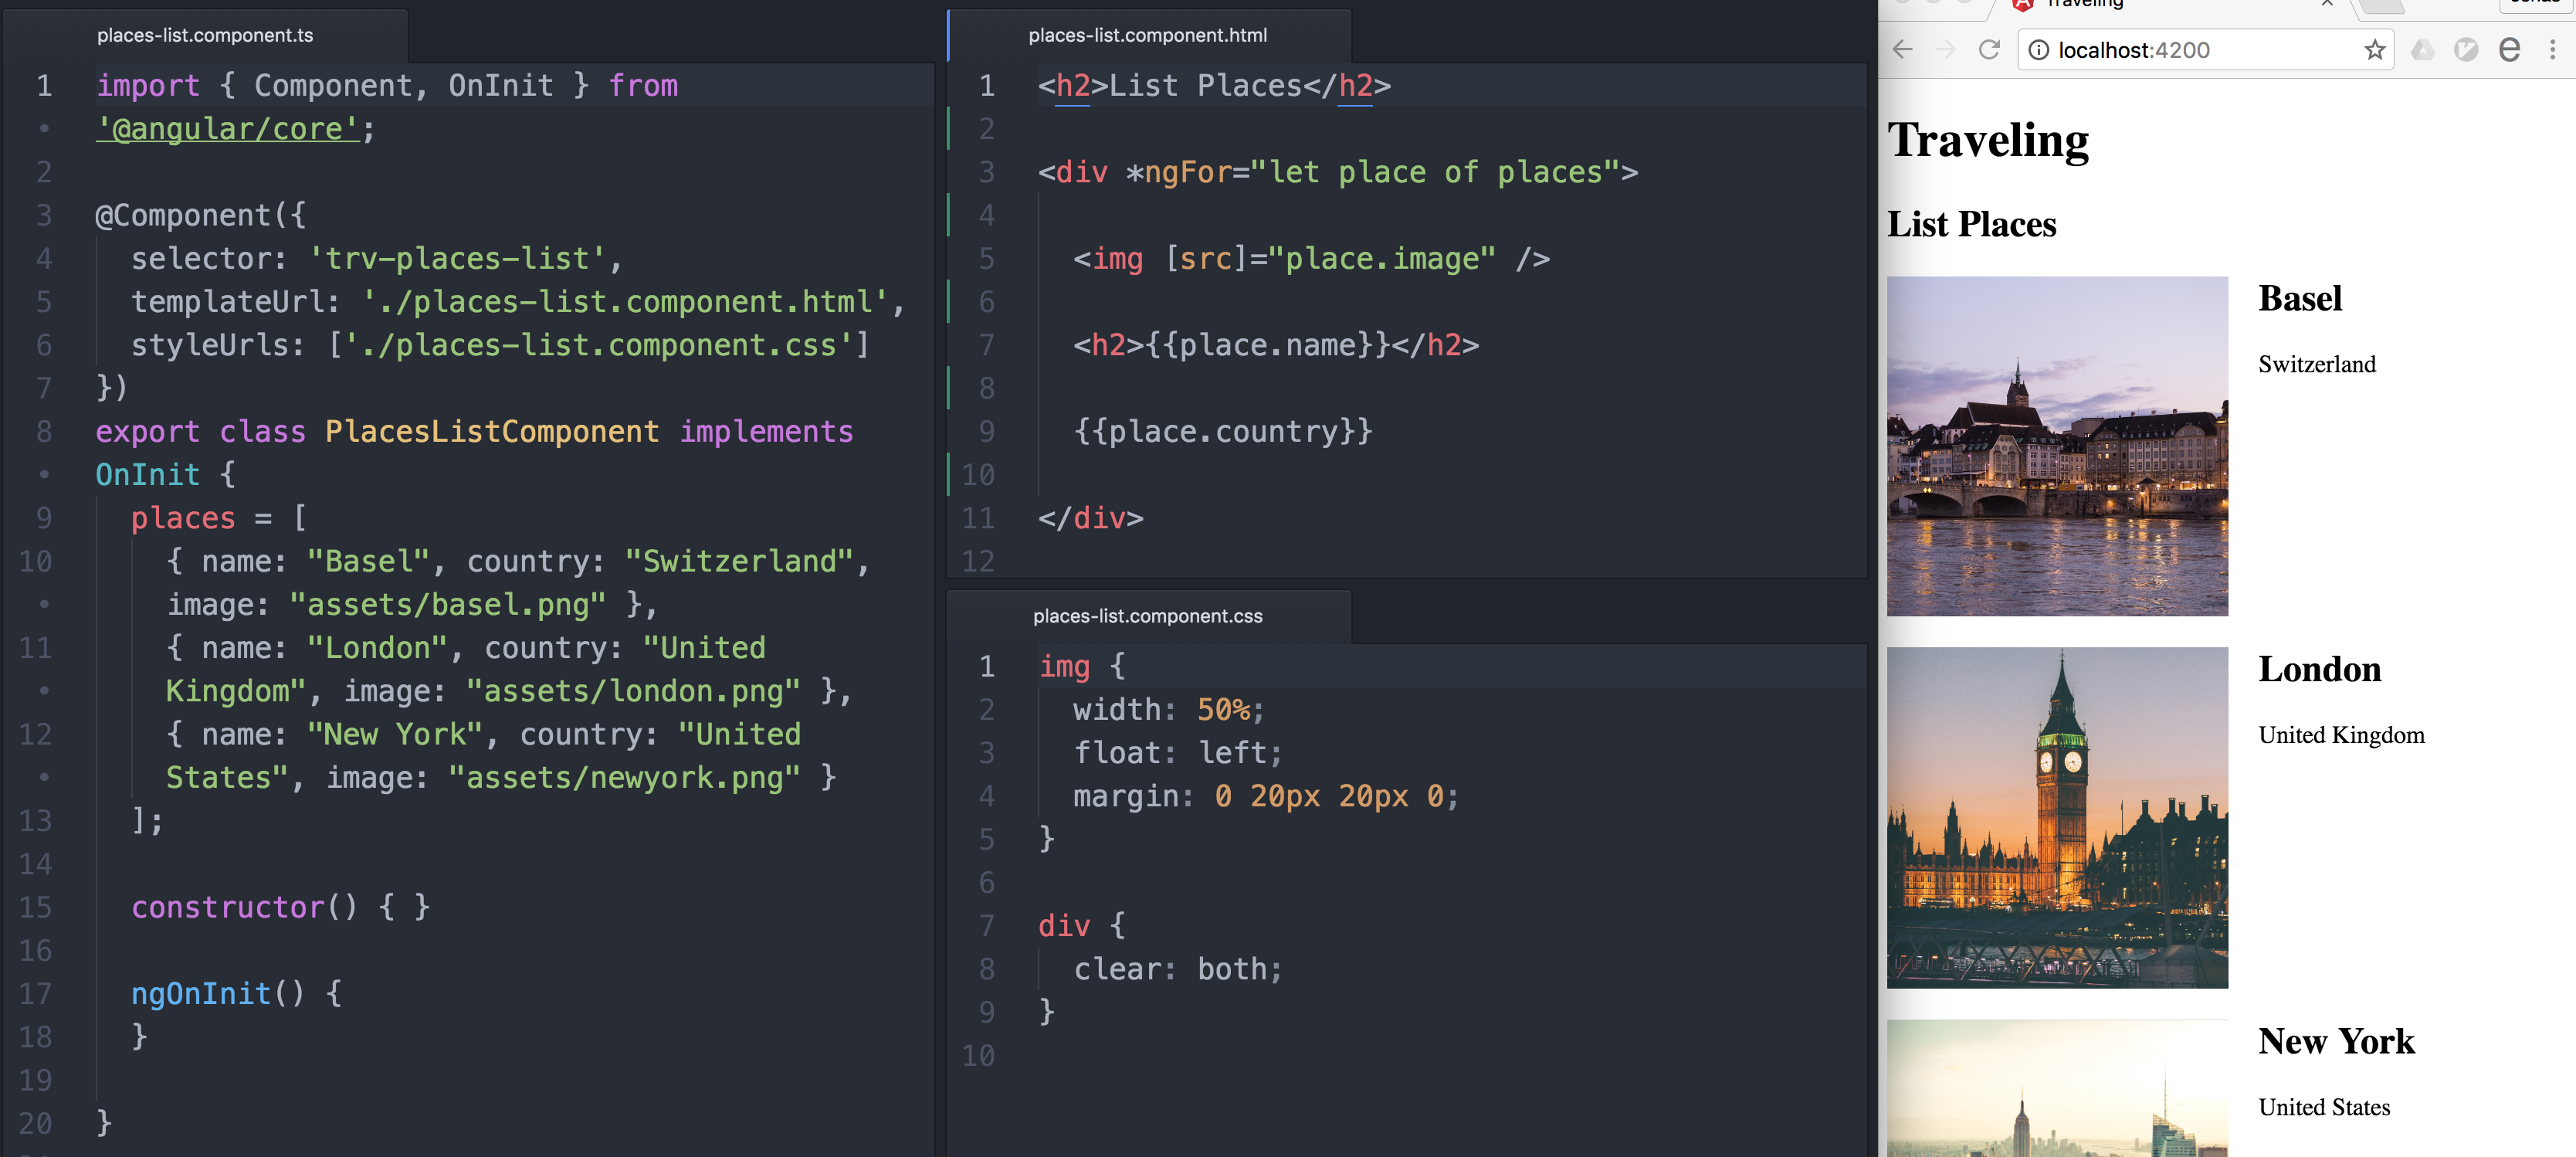 places-list.component.ts
1 import { Component, OnInit } from
• '@angular/core';
2
3 @Component({
4 selector: 'trv-places-list',
5 templateUrl: './places-list.component.html',
6 styleUrls: ['./places-list.component.css']
7 })
8 export class PlacesListComponent implements
• OnInit {
9 places = [
10 { name: "Basel", country: "Switzerland",
• image: "assets/basel.png" },
11 { name: "London", country: "United
• Kingdom", image: "assets/london.png" },
12 { name: "New York", country: "United
• States", image: "assets/newyork.png" }
13 ];
14
15 constructor() { }
16
17 ngOnInit() {
18 }
19
20 }
places-list.component.html
1 <h2>List Places</h2>
2
3 <div *ngFor="let place of places">
4
5 <img [src]="place.image" />
6
7 <h2>{{place.name}}</h2>
8
9 {{place.country}}
10
11 </div>
12
places-list.component.css
1 img {
2 width: 50%;
3 float: left;
4 margin: 0 20px 20px 0;
5 }
6
7 div {
8 clear: both;
9 }
10
Traveling
localhost:4200
Traveling
List Places
Basel
Switzerland
London
United Kingdom
New York
United States